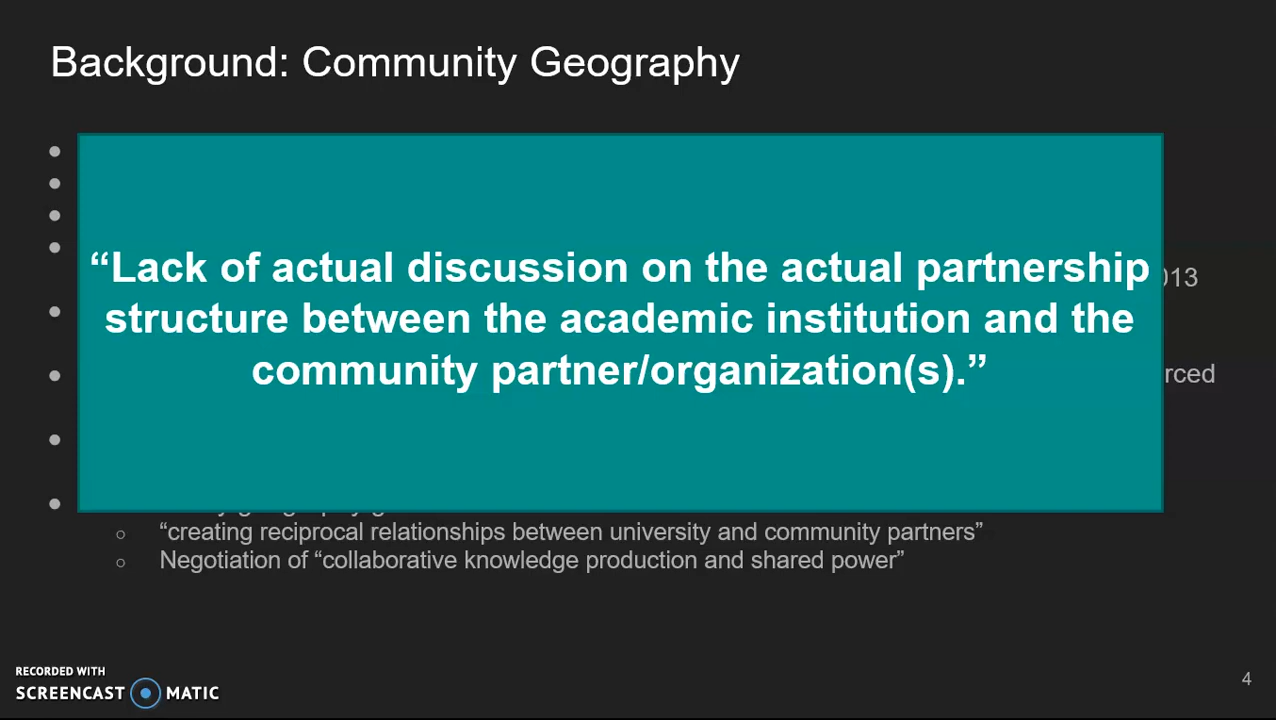 Background: Community Geography
“Lack of actual discussion on the actual partnership
structure between the academic institution and the
community partner/organization(s).”
013
rced
“creating reciprocal relationships between university and community partners”
Negotiation of “collaborative knowledge production and shared power”
RECORDED WITH
SCREENCAST MATIC
4